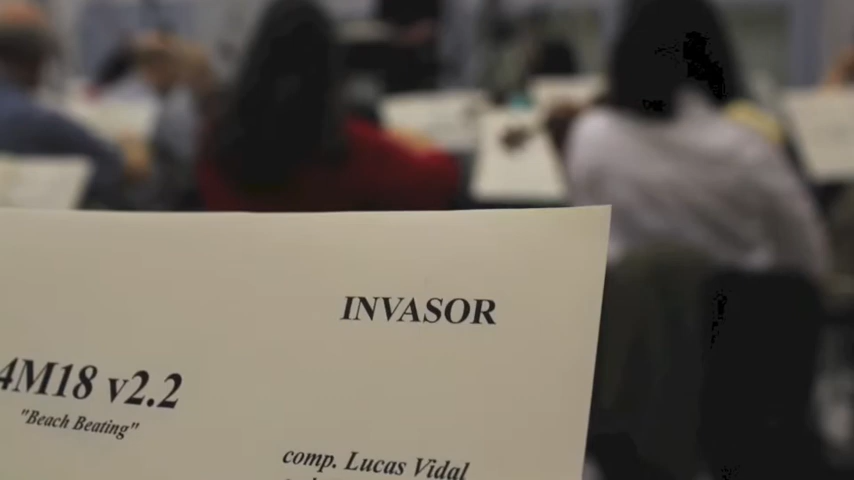 INVASOR
4M18 v2.2
"Beach Beating"
comp. Lucas Vidal